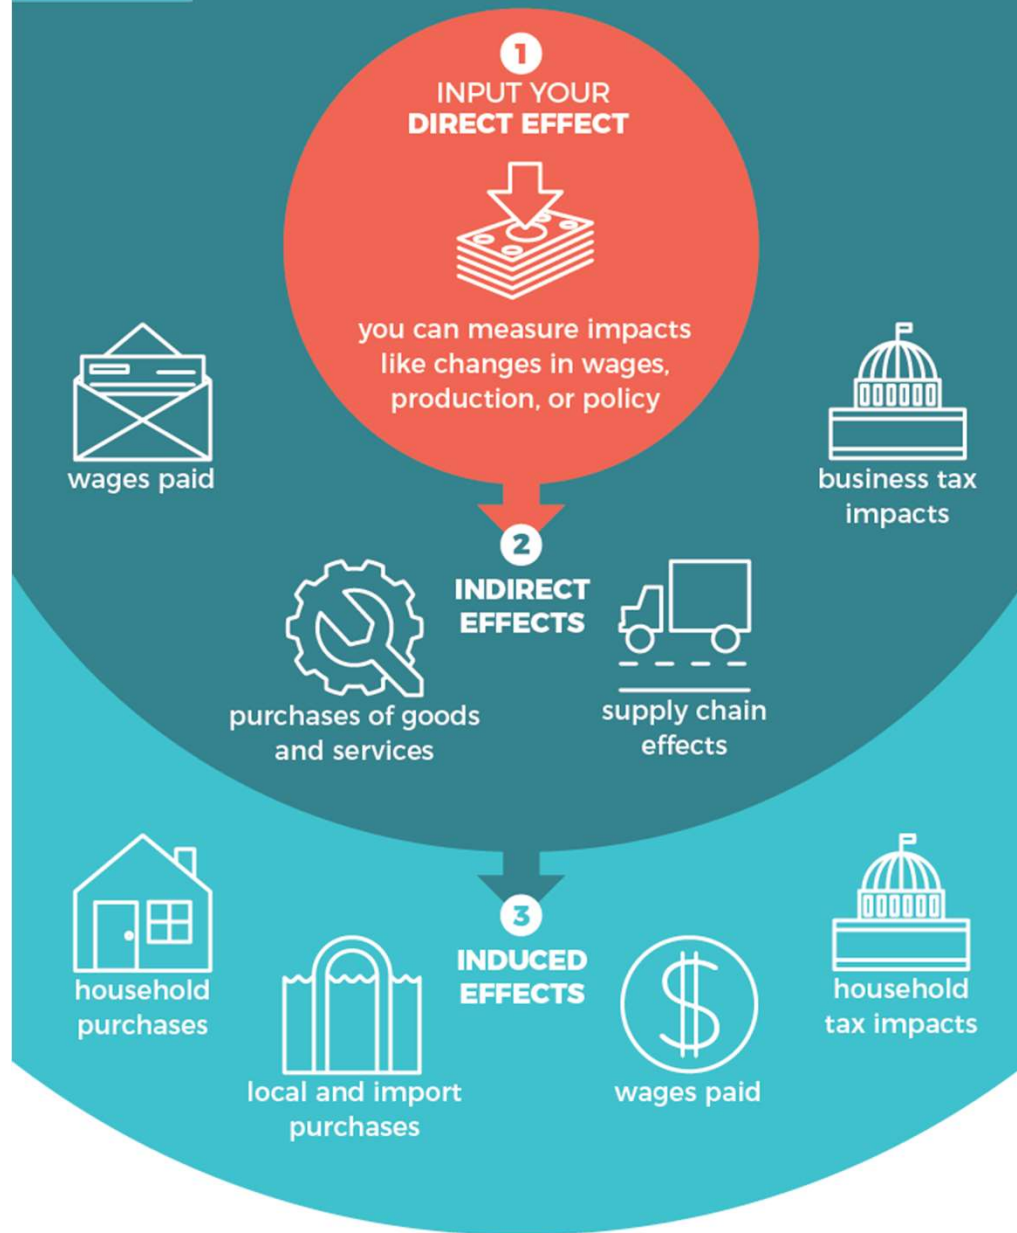 1
INPUT YOUR
DIRECT EFFECT
you can measure impacts
like changes in wages,
production, or policy
wages paid
business tax
impacts
2
INDIRECT
EFFECTS
purchases of goods
and services
supply chain
effects
3
INDUCED
EFFECTS
household
purchases
local and import
purchases
wages paid
household
tax impacts